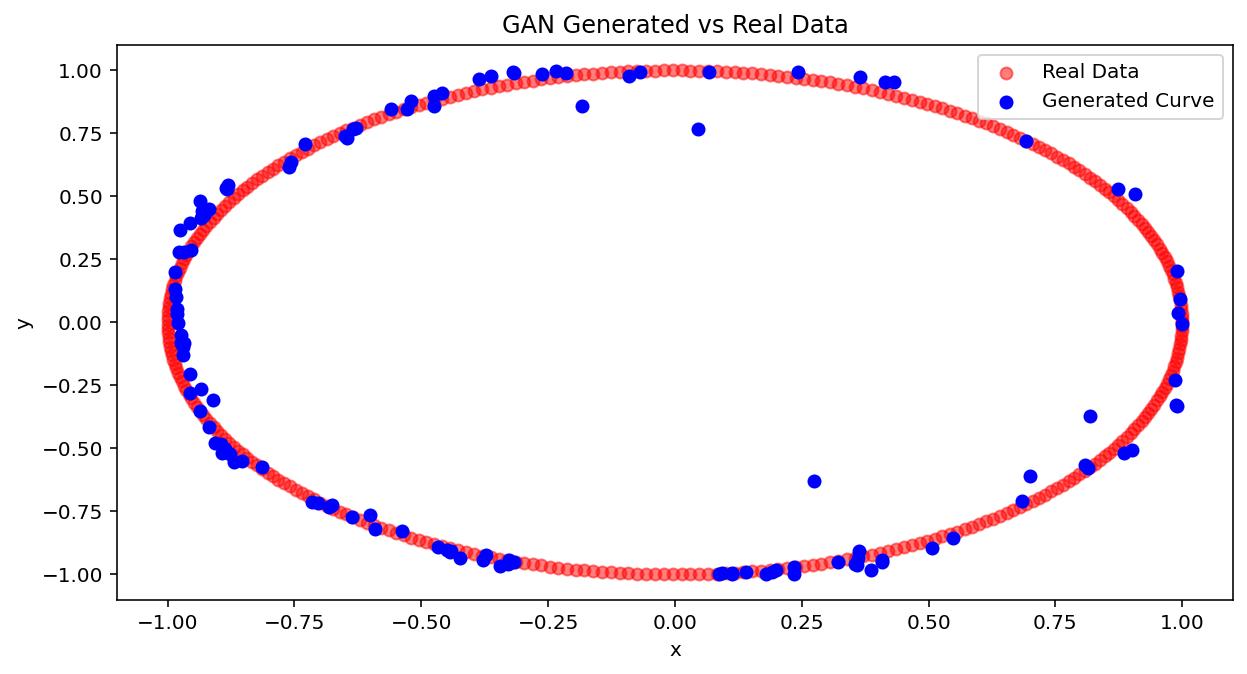 GAN Generated vs Real Data
Real Data
Generated Curve
1.00
0.75
0.50
0.25
0.00
−0.25
−0.50
−0.75
−1.00
y
−1.00 −0.75 −0.50 −0.25 0.00 0.25 0.50 0.75 1.00
x